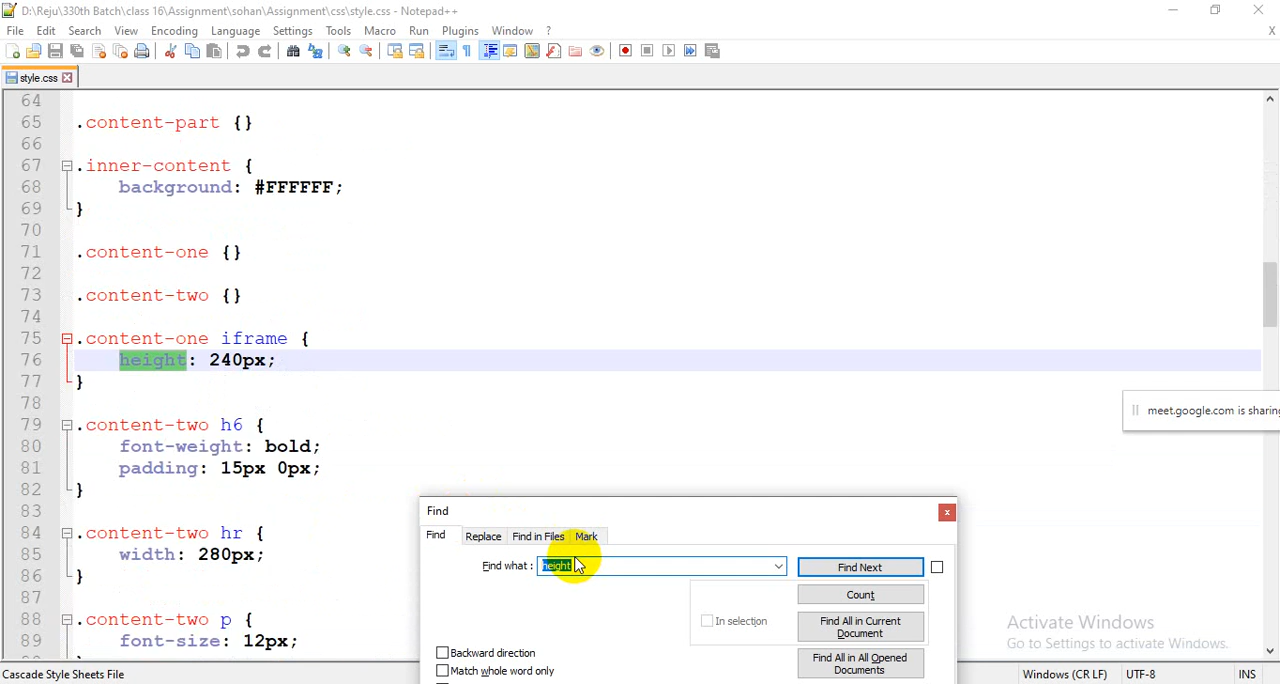 D:\Reju\330th Batch\class 16\Assignment\sohan\Assignment\css\style.css - Notepad++
File Edit Search View Encoding Language Settings Tools Macro Run Plugins Window ? X
style.css
64
65 .content-part {}
66
67 .inner-content {
68 background: #FFFFFF;
69 }
70
71 .content-one {}
72
73 .content-two {}
74
75 .content-one iframe {
76 height: 240px;
77 }
78
79 .content-two h6 {
80 font-weight: bold;
81 padding: 15px 0px;
82 }
83
84 .content-two hr {
85 width: 280px;
86 }
87
88 .content-two p {
89 font-size: 12px;
meet.google.com is sharing
Find
Find Replace Find in Files Mark
Find what : height Find Next
Count
In selection
Find All in Current Document
Backward direction
Find All in All Opened Documents
Match whole word only
Activate Windows
Go to Settings to activate Windows.
Cascade Style Sheets File Windows (CR LF) UTF-8 INS